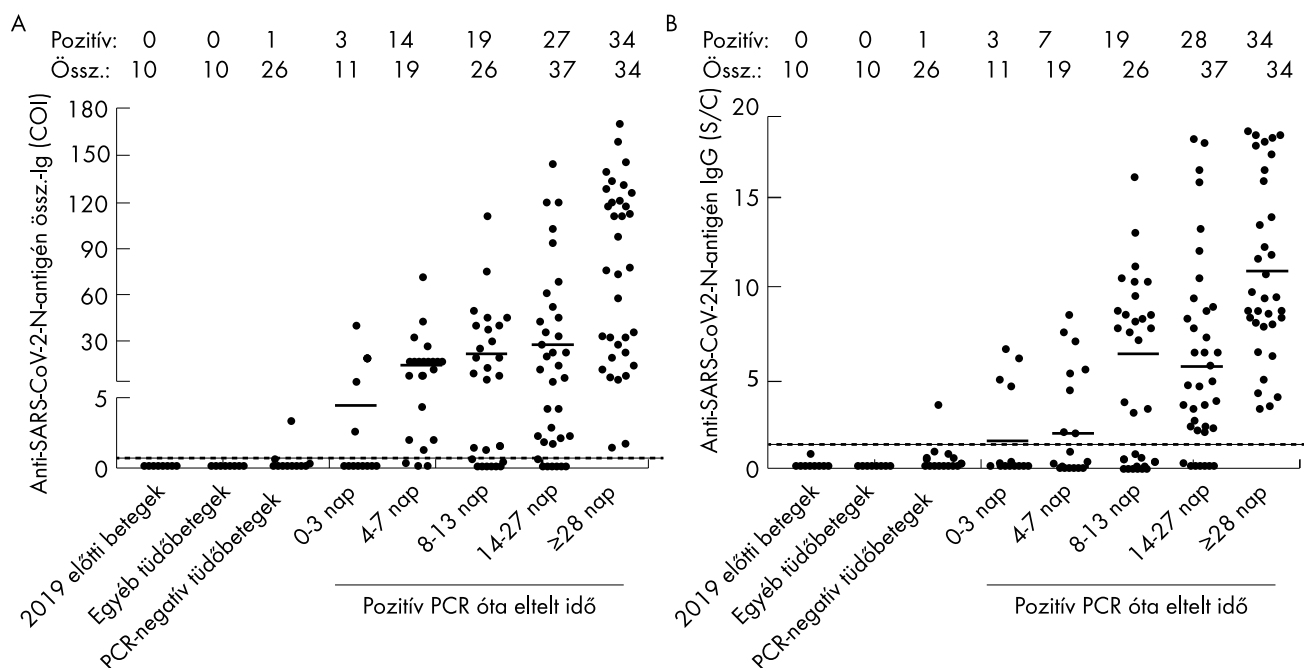 A
Pozitív: 0 0 1 3 14 19 27 34
Össz.: 10 10 26 11 19 26 37 34
Anti-SARS-CoV-2-N-antigén össz.-Ig (COI)
180
150
120
90
60
30
5
0
2019 előtti betegek
Egyéb tüdőbetegek
PCR-negatív tüdőbetegek
0-3 nap
4-7 nap
8-13 nap
14-27 nap
≥28 nap
Pozitív PCR óta eltelt idő
B
Pozitív: 0 0 1 3 7 19 28 34
Össz.: 10 10 26 11 19 26 37 34
Anti-SARS-CoV-2-N-antigén IgG (S/C)
20
15
10
5
0
2019 előtti betegek
Egyéb tüdőbetegek
PCR-negatív tüdőbetegek
0-3 nap
4-7 nap
8-13 nap
14-27 nap
≥28 nap
Pozitív PCR óta eltelt idő